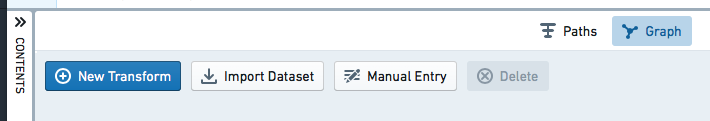 CONTENTS
Paths Graph
New Transform Import Dataset Manual Entry Delete